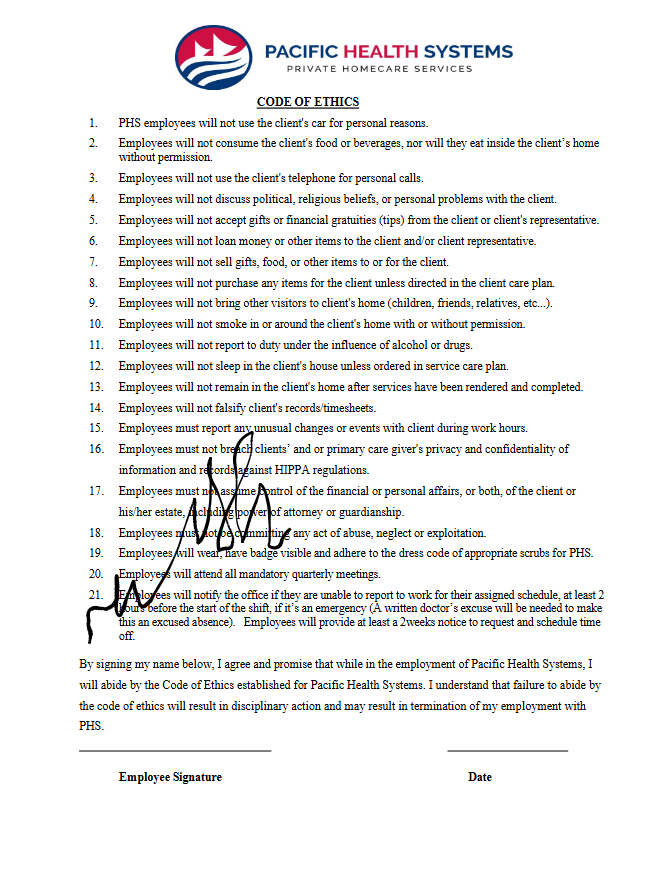 PACIFIC HEALTH SYSTEMS
PRIVATE HOMECARE SERVICES
CODE OF ETHICS
1. PHS employees will not use the client's car for personal reasons.
2. Employees will not consume the client's food or beverages, nor will they eat inside the client’s home
without permission.
3. Employees will not use the client's telephone for personal calls.
4. Employees will not discuss political, religious beliefs, or personal problems with the client.
5. Employees will not accept gifts or financial gratuities (tips) from the client or client's representative.
6. Employees will not loan money or other items to the client and/or client representative.
7. Employees will not sell gifts, food, or other items to or for the client.
8. Employees will not purchase any items for the client unless directed in the client care plan.
9. Employees will not bring other visitors to client's home (children, friends, relatives, etc...).
10. Employees will not smoke in or around the client's home with or without permission.
11. Employees will not report to duty under the influence of alcohol or drugs.
12. Employees will not sleep in the client's house unless ordered in service care plan.
13. Employees will not remain in the client's home after services have been rendered and completed.
14. Employees will not falsify client's records/timesheets.
15. Employees must report any unusual changes or events with client during work hours.
16. Employees must not breach clients’ and or primary care giver's privacy and confidentiality of
information and records against HIPPA regulations.
17. Employees must not assume control of the financial or personal affairs, or both, of the client or
his/her estate, including power of attorney or guardianship.
18. Employees must not be committing any act of abuse, neglect or exploitation.
19. Employees will wear, have badge visible and adhere to the dress code of appropriate scrubs for PHS.
20. Employees will attend all mandatory quarterly meetings.
21. Employees will notify the office if they are unable to report to work for their assigned schedule, at least 2
hours before the start of the shift, if it’s an emergency (A written doctor’s excuse will be needed to make
this an excused absence). Employees will provide at least a 2weeks notice to request and schedule time
off.
By signing my name below, I agree and promise that while in the employment of Pacific Health Systems, I
will abide by the Code of Ethics established for Pacific Health Systems. I understand that failure to abide by
the code of ethics will result in disciplinary action and may result in termination of my employment with
PHS.
Employee Signature Date